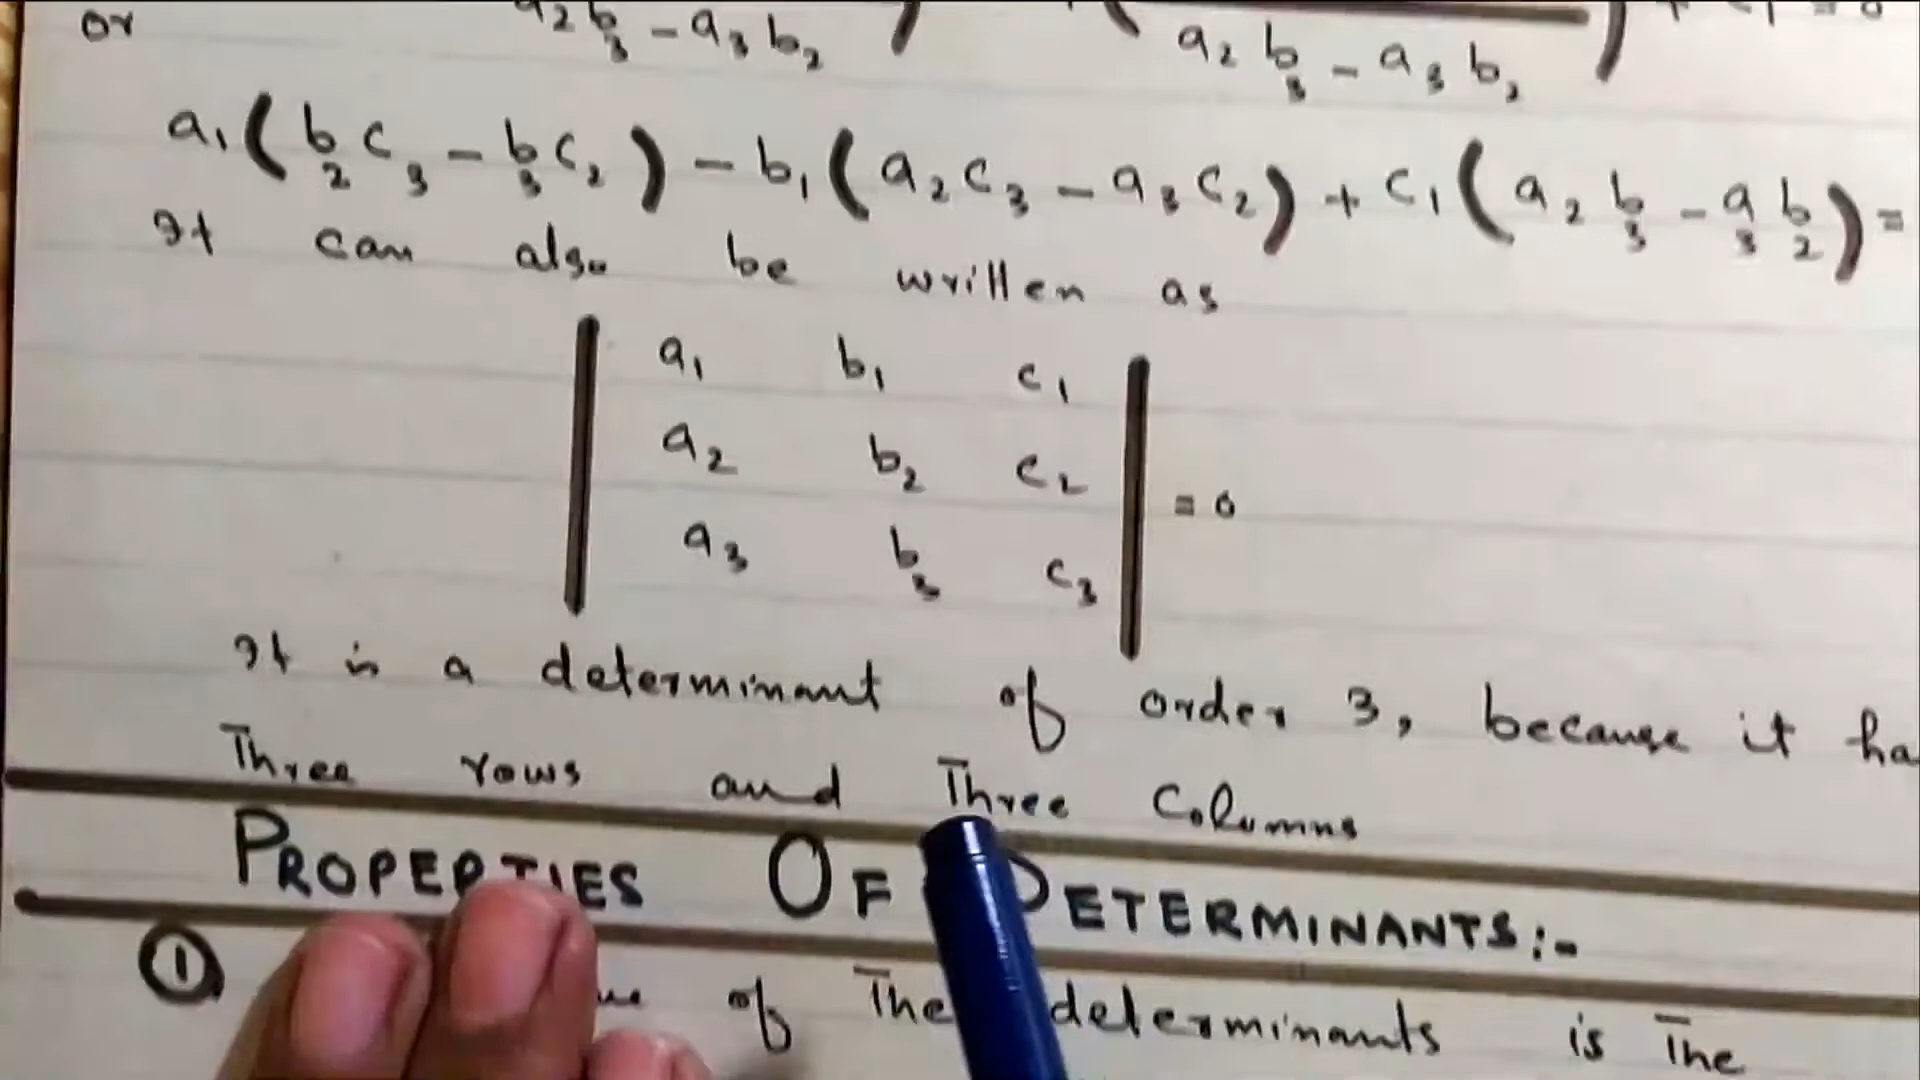 or a₂b₃ - a₃b₂ ) ( a₂b₃ - a₃b₂ ) + c₁ = 0
a₁(b₂c₃ - b₃c₂) - b₁(a₂c₃ - a₃c₂) + c₁(a₂b₃ - a₃b₂) =
It can also be written as
| a₁ b₁ c₁ |
| a₂ b₂ c₂ | = 0
| a₃ b₃ c₃ |
It is a determinant of order 3, because it ha
Three rows and Three Columns
PROPERTIES OF DETERMINANTS:-
① of The determinants is The